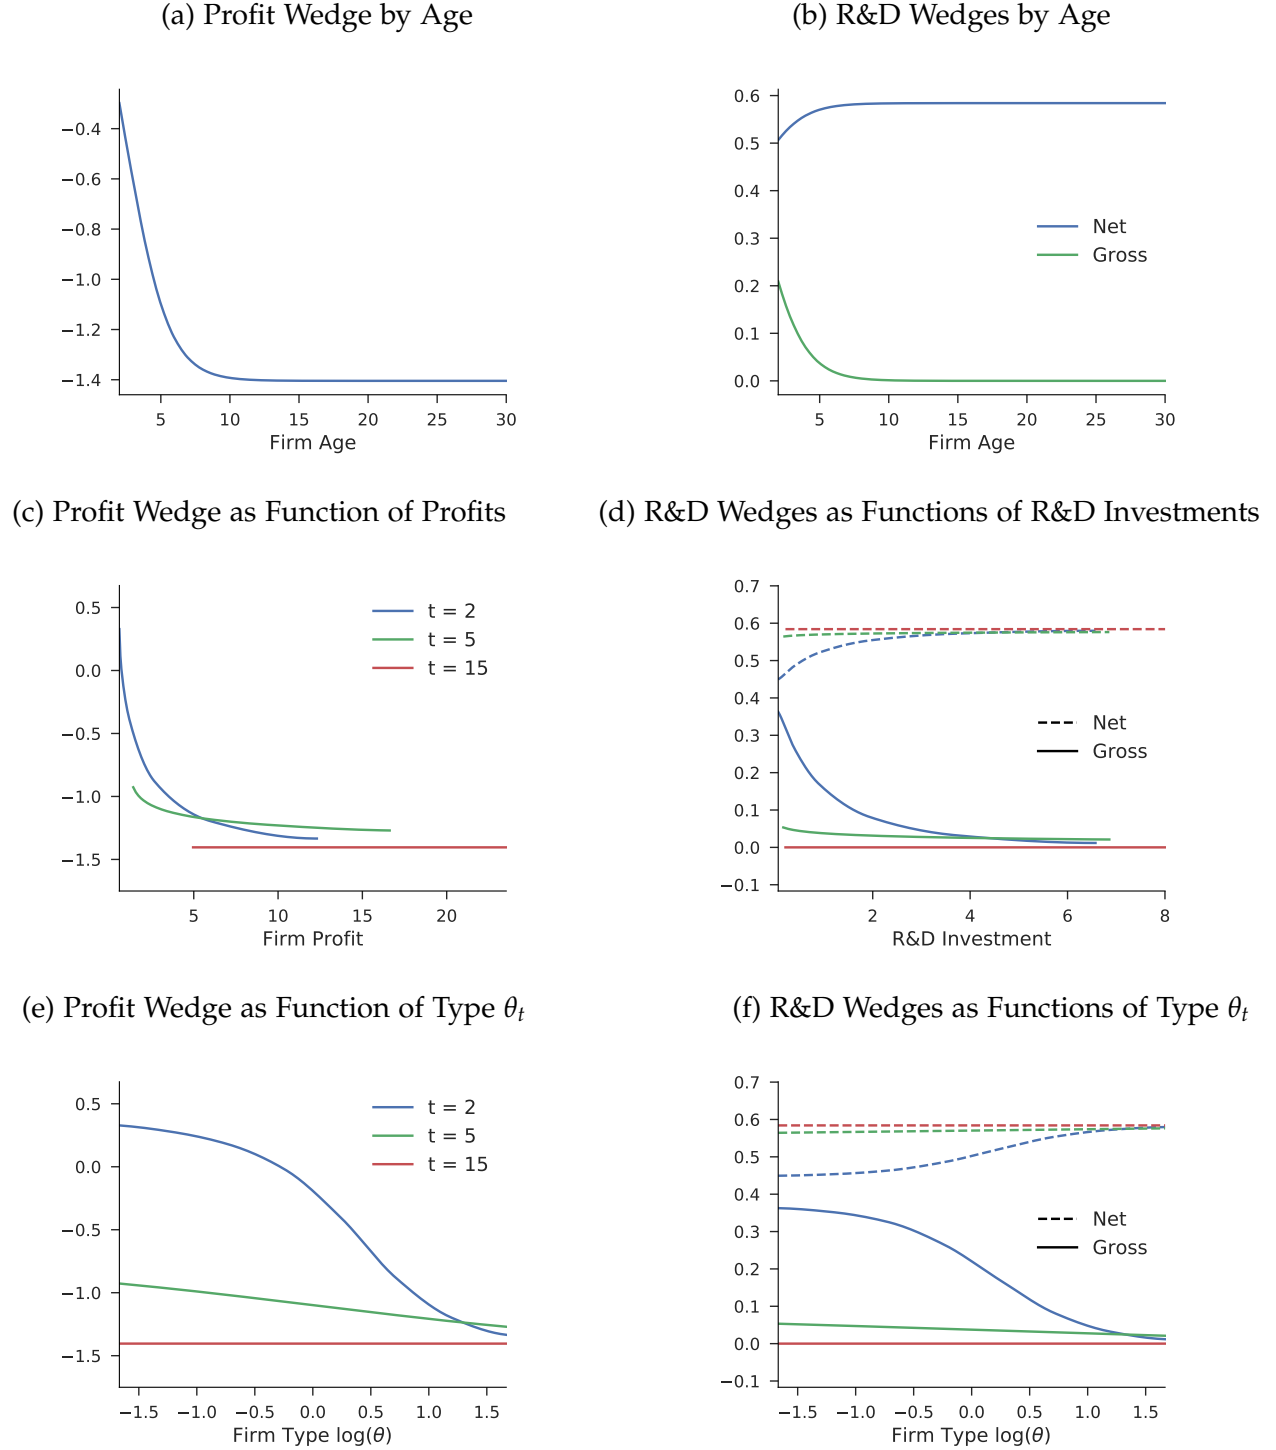 (a) Profit Wedge by Age
(b) R&D Wedges by Age
−0.4
−0.6
−0.8
−1.0
−1.2
−1.4
5 10 15 20 25 30
Firm Age
0.6
0.5
0.4
0.3
0.2
0.1
0.0
Net
Gross
5 10 15 20 25 30
Firm Age
(c) Profit Wedge as Function of Profits
(d) R&D Wedges as Functions of R&D Investments
0.5
0.0
−0.5
−1.0
−1.5
t = 2
t = 5
t = 15
5 10 15 20
Firm Profit
0.7
0.6
0.5
0.4
0.3
0.2
0.1
0.0
−0.1
Net
Gross
2 4 6 8
R&D Investment
(e) Profit Wedge as Function of Type θt
(f) R&D Wedges as Functions of Type θt
0.5
0.0
−0.5
−1.0
−1.5
t = 2
t = 5
t = 15
−1.5 −1.0 −0.5 0.0 0.5 1.0 1.5
Firm Type log(θ)
0.7
0.6
0.5
0.4
0.3
0.2
0.1
0.0
−0.1
Net
Gross
−1.5 −1.0 −0.5 0.0 0.5 1.0 1.5
Firm Type log(θ)